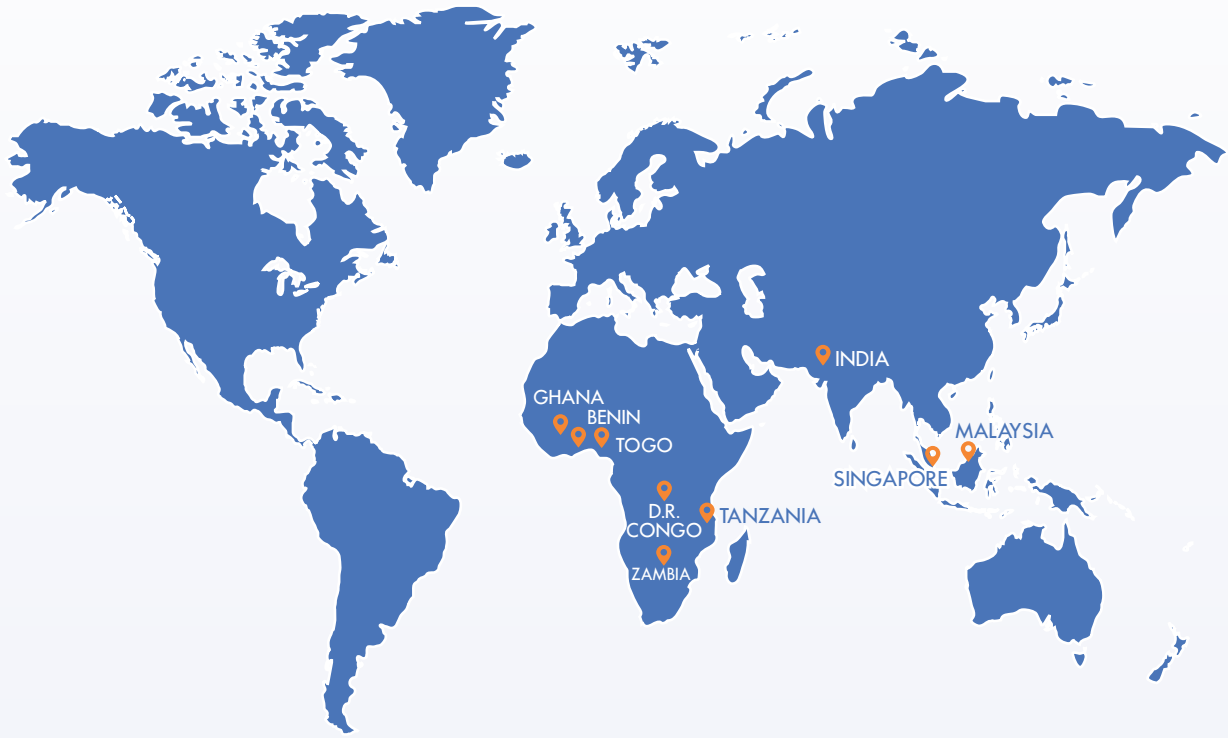 INDIA
GHANA
BENIN
TOGO
MALAYSIA
SINGAPORE
D.R.
CONGO
TANZANIA
ZAMBIA